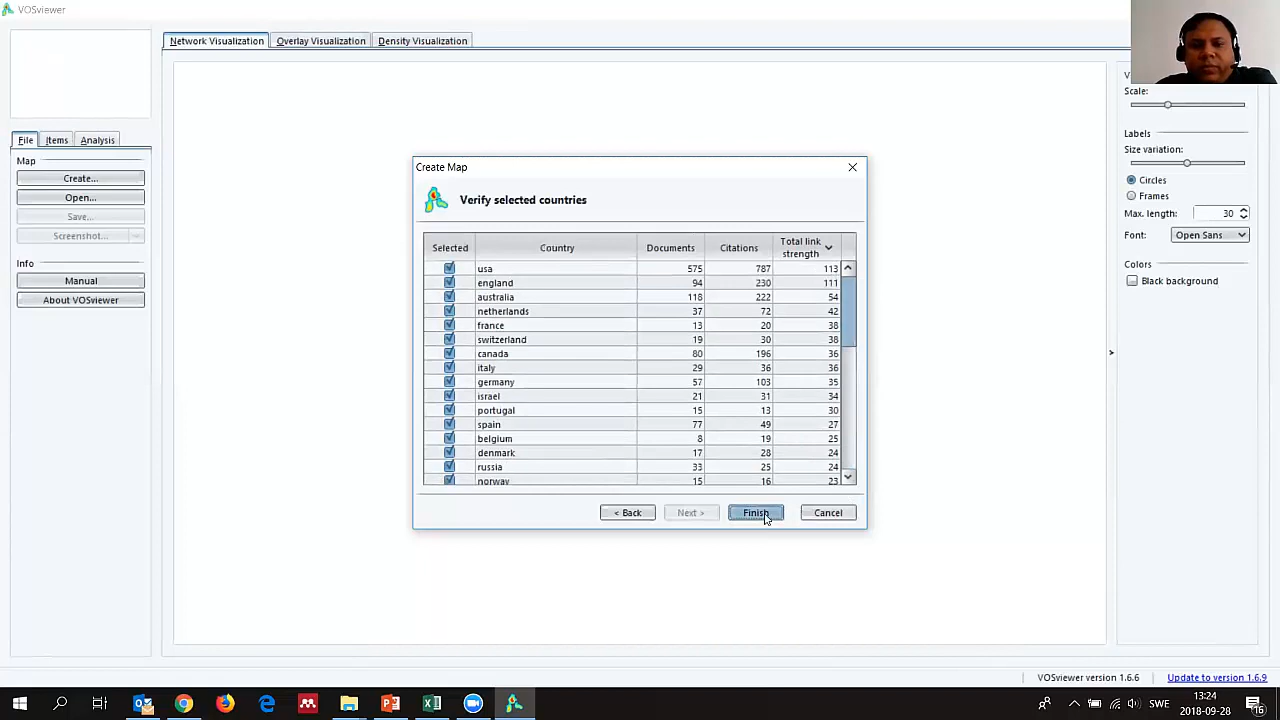 VOSviewer
Network Visualization Overlay Visualization Density Visualization
File Items Analysis
Map
Create...
Open...
Save...
Screenshot...
Info
Manual
About VOSviewer
Create Map
Verify selected countries
Selected Country Documents Citations Total link strength
usa 575 787 113
england 94 230 111
australia 118 222 54
netherlands 37 72 42
france 13 20 38
switzerland 19 30 38
canada 80 196 36
italy 29 36 36
germany 57 103 35
israel 21 31 34
portugal 15 13 30
spain 77 49 27
belgium 8 19 25
denmark 17 28 24
russia 33 25 24
norway 15 16 23
< Back Next > Finish Cancel
Scale:
Labels
Size variation:
Circles
Frames
Max. length: 30
Font: Open Sans
Colors
Black background
VOSviewer version 1.6.6 Update to version 1.6.9
SWE
13:24
2018-09-28
16